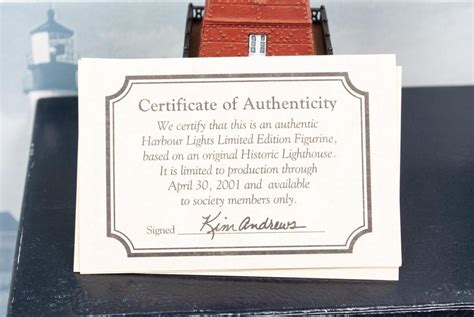 Certificate of Authenticity
We certify that this is an authentic
Harbour Lights Limited Edition Figurine,
based on an original Historic Lighthouse.
It is limited to production through
April 30, 2001 and available
to society members only.
Signed Kim Andrews